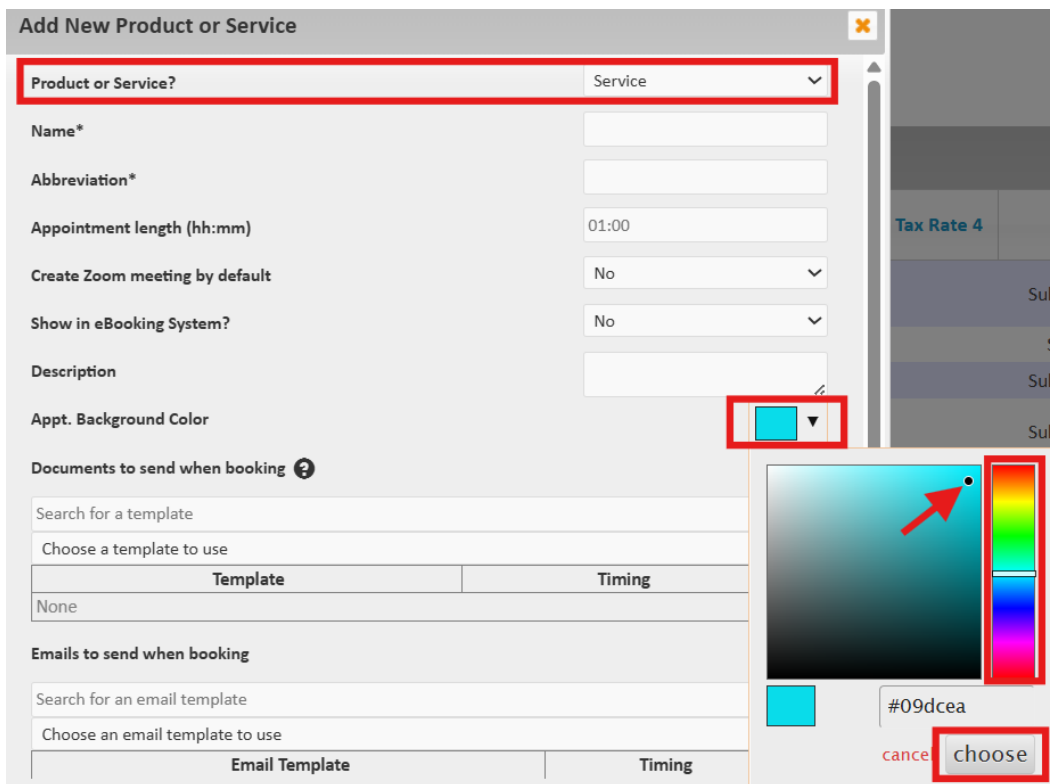 Add New Product or Service
Product or Service? Service
Name*
Abbreviation*
Appointment length (hh:mm) 01:00
Tax Rate 4
Create Zoom meeting by default No
Show in eBooking System? No
Description
Appt. Background Color
Documents to send when booking ?
Search for a template
Choose a template to use
Template Timing
None
Emails to send when booking
Search for an email template
#09dcea
Choose an email template to use
cancel choose
Email Template Timing